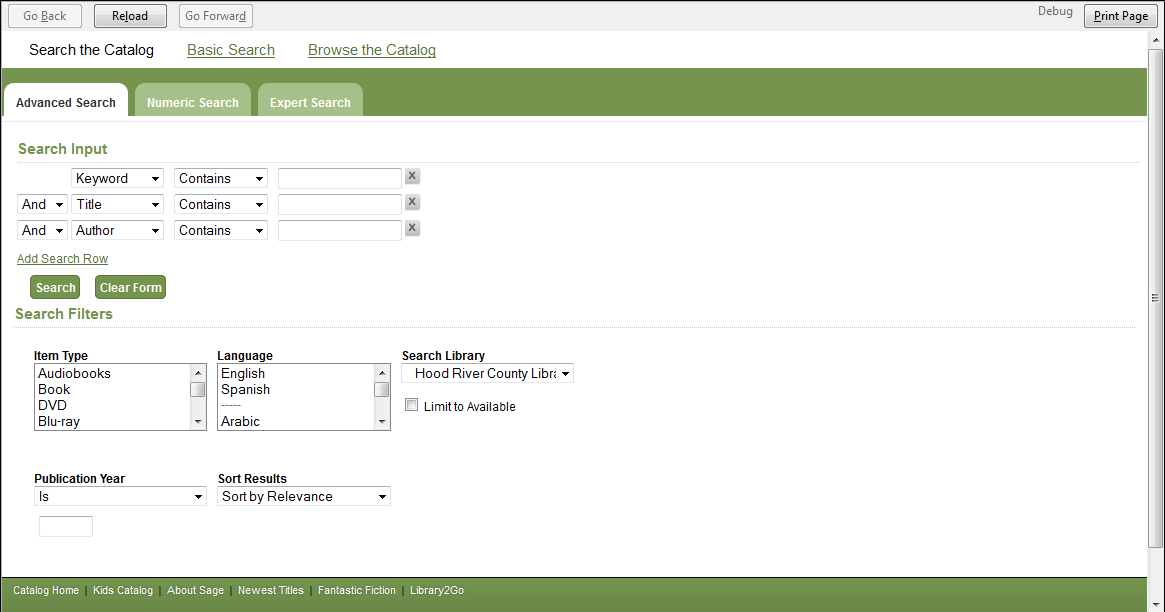 Go Back Reload Go Forward Debug Print Page
Search the Catalog Basic Search Browse the Catalog
Advanced Search Numeric Search Expert Search
Search Input
Keyword Contains X
And Title Contains X
And Author Contains X
Add Search Row
Search Clear Form
Search Filters
Item Type Language Search Library
Audiobooks English Hood River County Libra
Book Spanish
DVD -----
Blu-ray Arabic
Limit to Available
Publication Year Sort Results
Is Sort by Relevance
Catalog Home | Kids Catalog | About Sage | Newest Titles | Fantastic Fiction | Library2Go